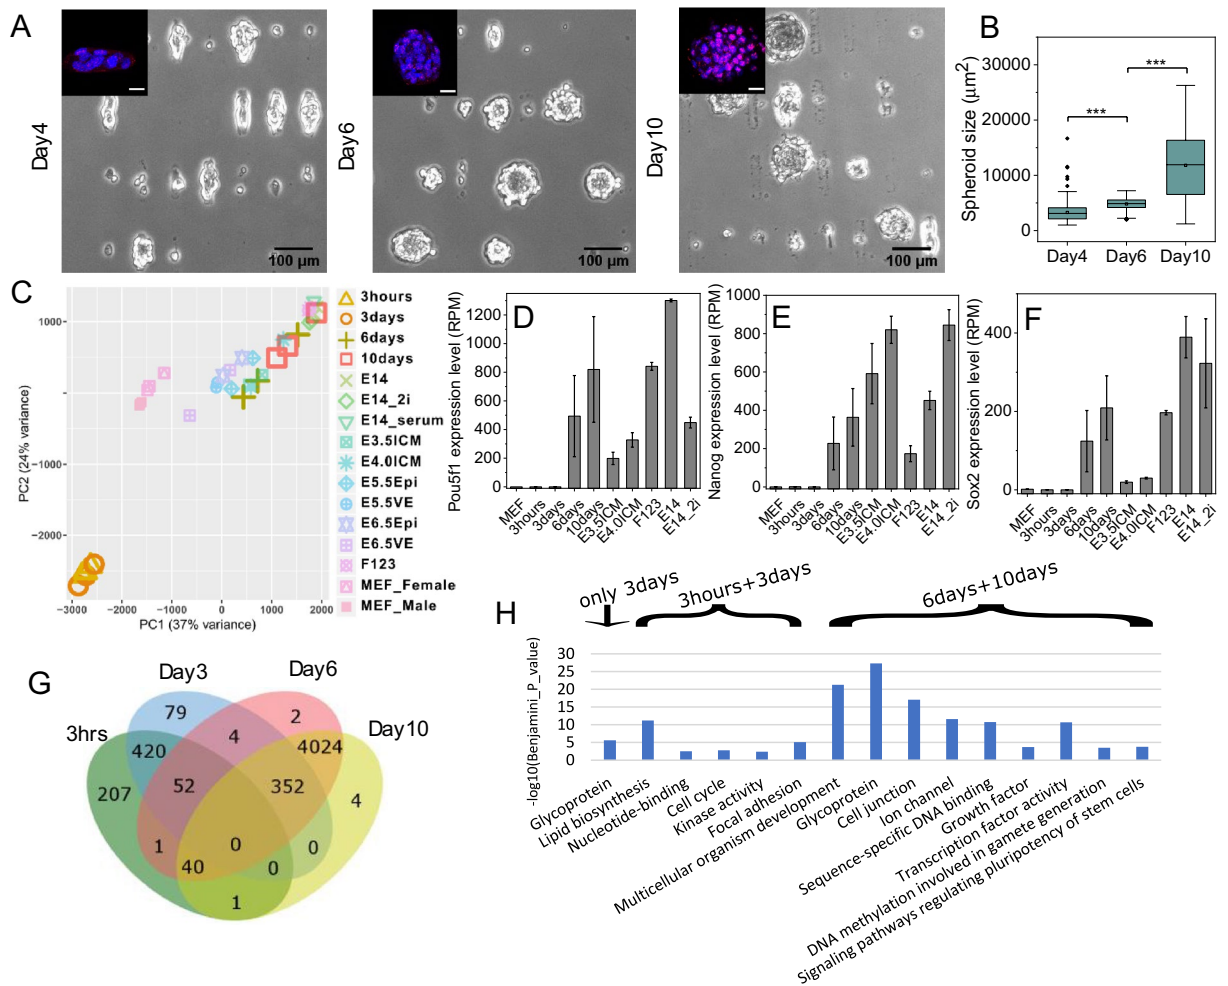 A
Day4
100 µm
Day6
100 µm
Day10
100 µm
B
Spheroid size (µm²)
30000
20000
10000
0
***
***
Day4 Day6 Day10
C
PC2 (24% variance)
1000
-1000
-2000
-3000 -2000 -1000 0 1000 2000
PC1 (37% variance)
3hours
3days
6days
10days
E14
E14_2i
E14_serum
E3.5ICM
E4.0ICM
E5.5Epi
E5.5VE
E6.5Epi
E6.5VE
F123
MEF_Female
MEF_Male
D
Pou5f1 expression level (RPM)
1200
1000
800
600
400
200
0
MEF 3hours 3days 6days 10days E3.5ICM E4.0ICM F123 E14 E14_2i
E
Nanog expression level (RPM)
1000
800
600
400
200
0
MEF 3hours 3days 6days 10days E3.5ICM E4.0ICM F123 E14 E14_2i
F
Sox2 expression level (RPM)
400
200
0
MEF 3hours 3days 6days 10days E3.5ICM E4.0ICM F123 E14 E14_2i
G
3hrs
Day3
Day6
Day10
79
2
420
4
4024
207
52
352
4
1
0
0
40
0
1
H
only 3days
3hours+3days
6days+10days
-log10(Benjamini_P_value)
30
25
20
15
10
5
0
Glycoprotein
Lipid biosynthesis
Nucleotide-binding
Cell cycle
Kinase activity
Focal adhesion
Multicellular organism development
Glycoprotein
Cell junction
Ion channel
Sequence-specific DNA binding
Growth factor
Transcription factor activity
DNA methylation involved in gamete generation
Signaling pathways regulating pluripotency of stem cells